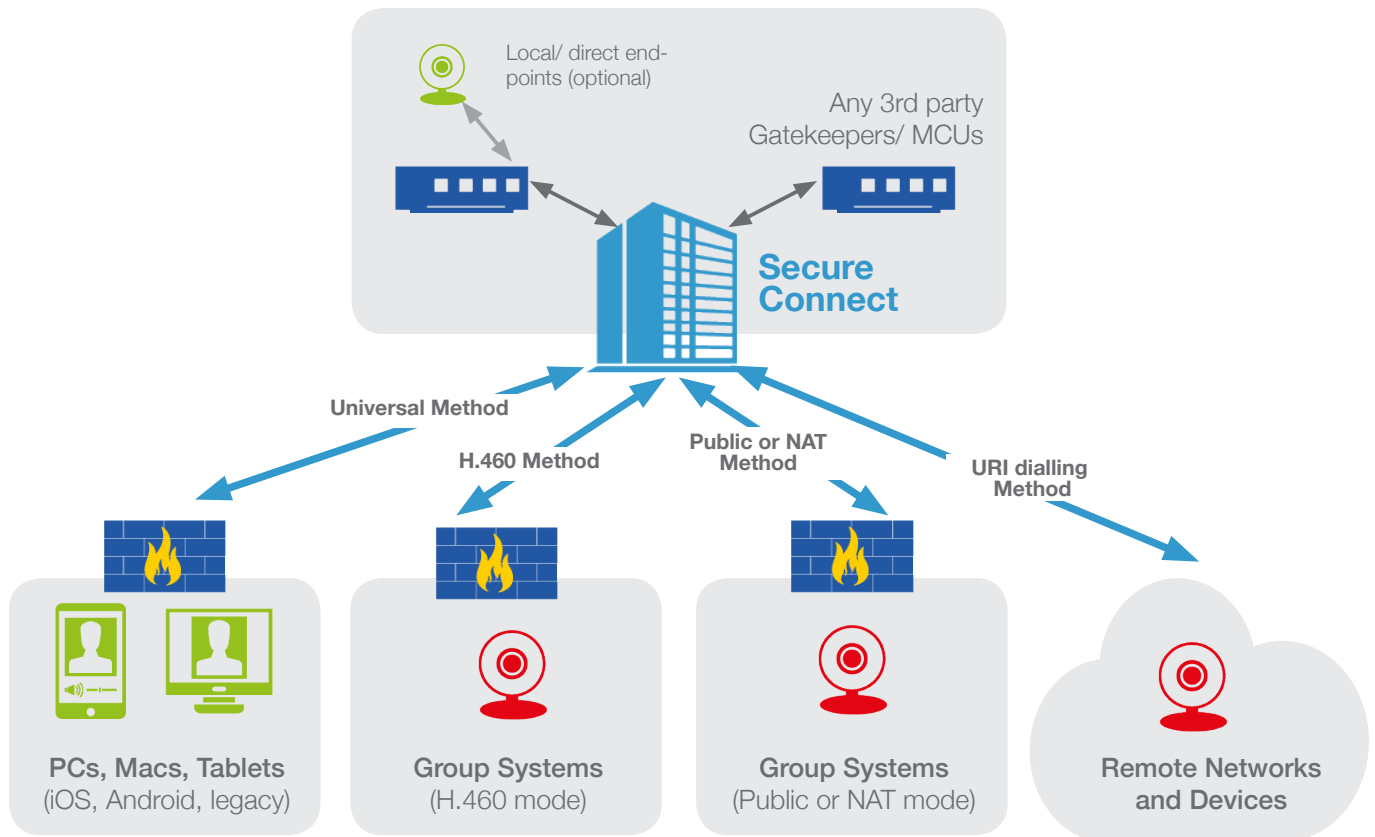 Local/ direct end-
points (optional)
Any 3rd party
Gatekeepers/ MCUs
Secure
Connect
Universal Method
H.460 Method
Public or NAT
Method
URI dialling
Method
PCs, Macs, Tablets
(iOS, Android, legacy)
Group Systems
(H.460 mode)
Group Systems
(Public or NAT mode)
Remote Networks
and Devices